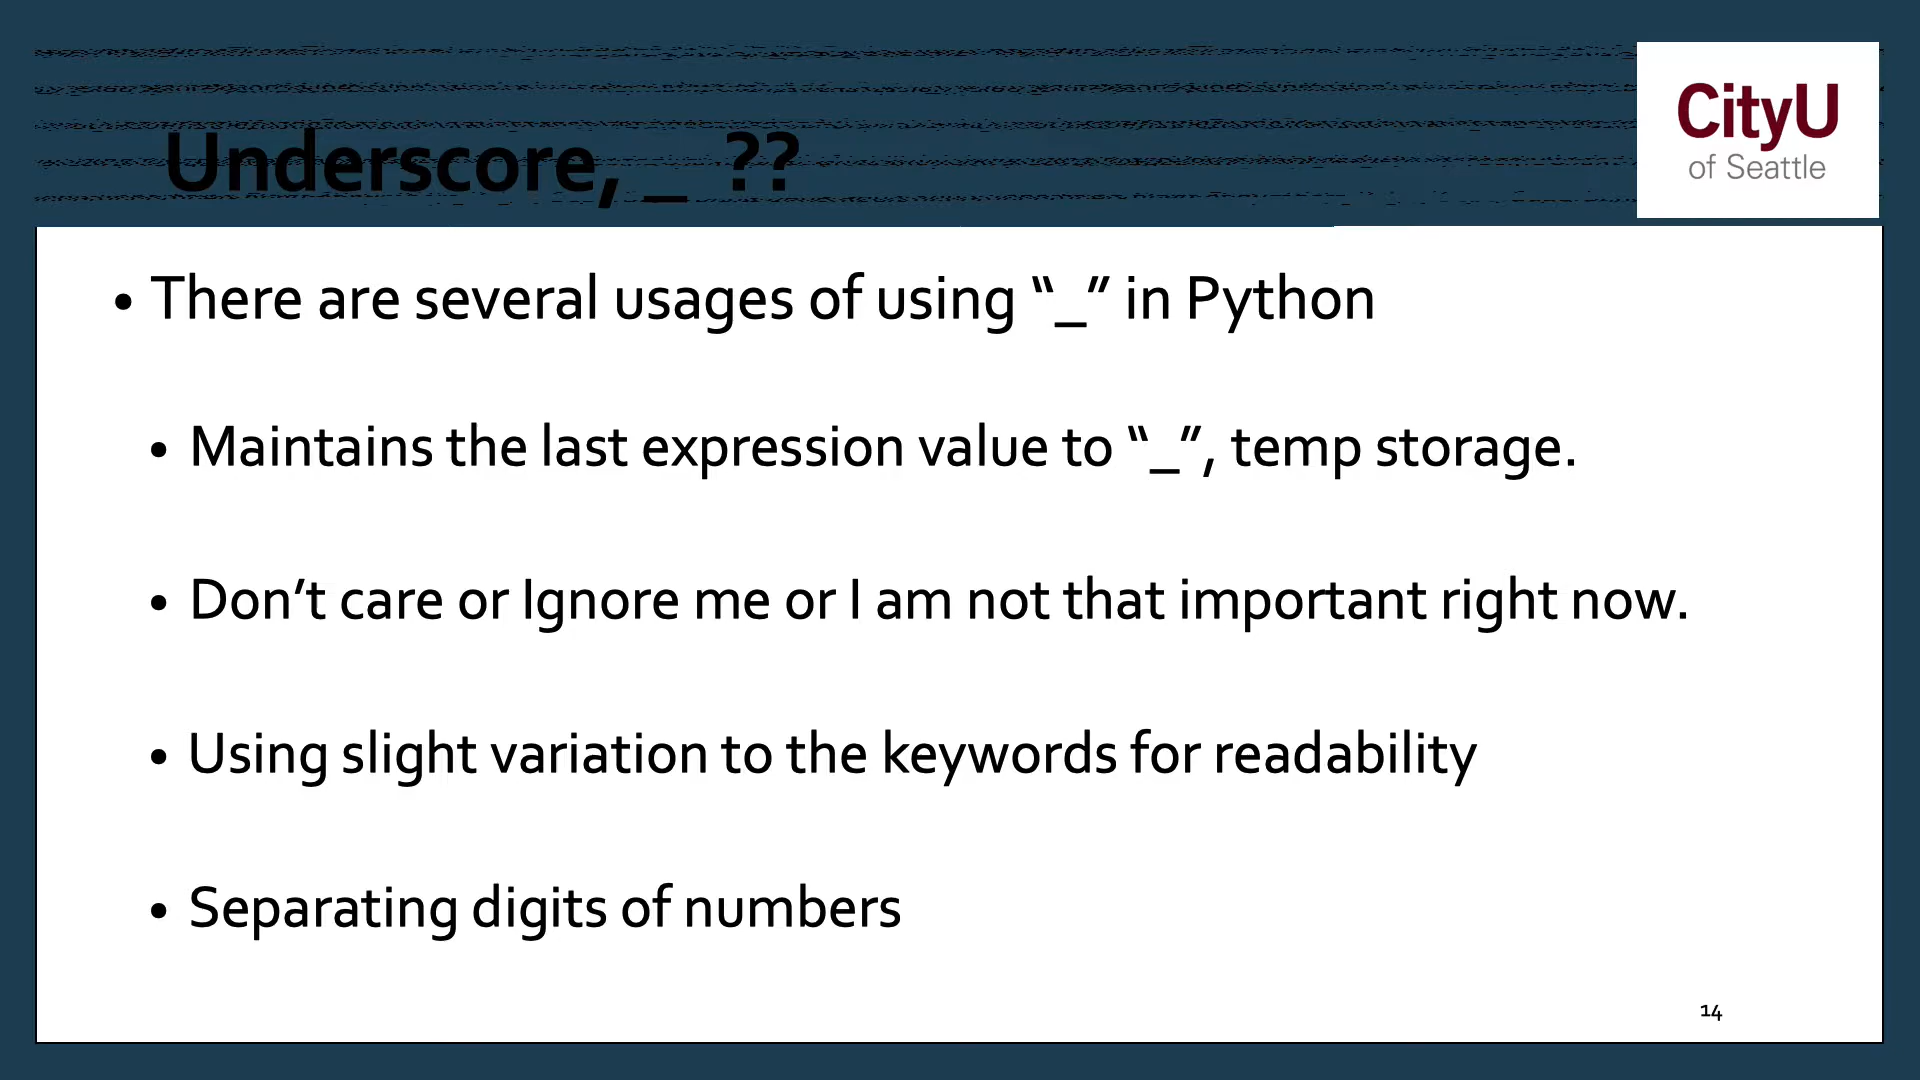 Underscore, _ ??
CityU
of Seattle
• There are several usages of using “_” in Python
• Maintains the last expression value to “_”, temp storage.
• Don’t care or Ignore me or I am not that important right now.
• Using slight variation to the keywords for readability
• Separating digits of numbers
14